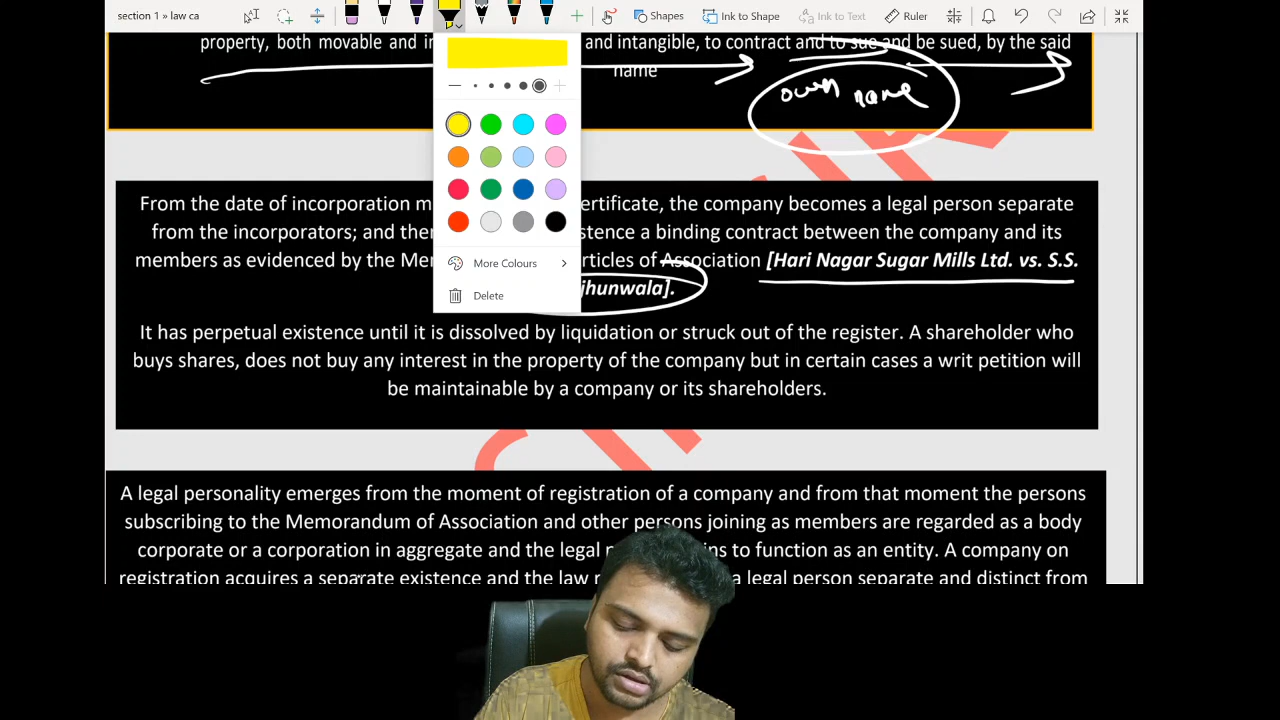 section 1 » law ca
Shapes
Ink to Shape
Ink to Text
Ruler
property, both movable and and intangible, to contract and to sue and be sued, by the said
name
own name
From the date of incorporation ertificate, the company becomes a legal person separate
from the incorporators; and istence a binding contract between the company and its
members as evidenced by the rticles of Association [Hari Nagar Sugar Mills Ltd. vs. S.S.
jhunwala].
More Colours
Delete
It has perpetual existence until it is dissolved by liquidation or struck out of the register. A shareholder who
buys shares, does not buy any interest in the property of the company but in certain cases a writ petition will
be maintainable by a company or its shareholders.
A legal personality emerges from the moment of registration of a company and from that moment the persons
subscribing to the Memorandum of Association and other persons joining as members are regarded as a body
corporate or a corporation in aggregate and the legal ins to function as an entity. A company on
registration acquires a separate existence and the law a legal person separate and distinct from